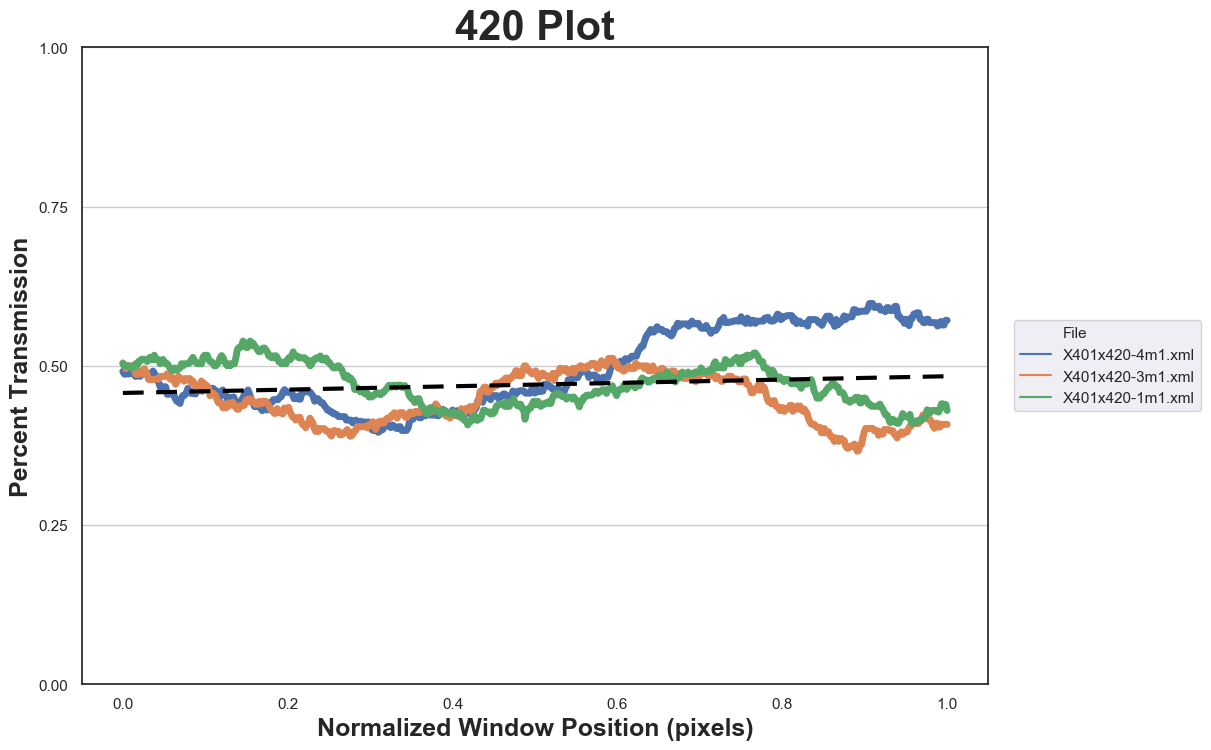 420 Plot
Percent Transmission
1.00
0.75
0.50
0.25
0.00
0.0 0.2 0.4 0.6 0.8 1.0
Normalized Window Position (pixels)
File
X401x420-4m1.xml
X401x420-3m1.xml
X401x420-1m1.xml